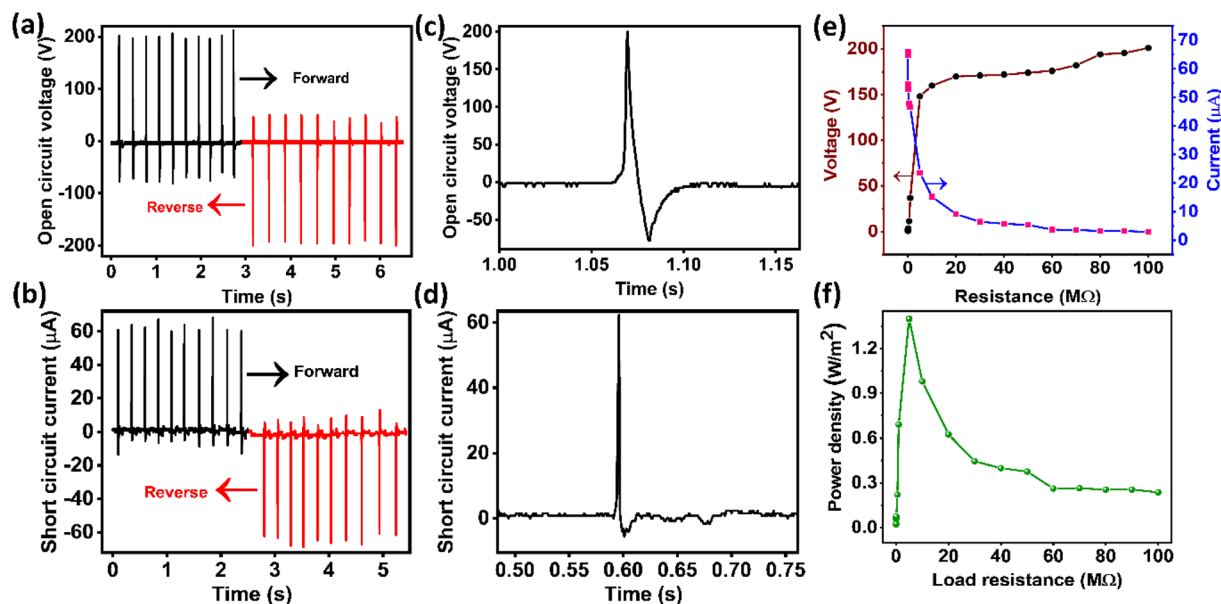 (a)
Open circuit voltage (V)
200
100
0
-100
-200
Forward
Reverse
0 1 2 3 4 5 6
Time (s)
(b)
Short circuit current (μA)
60
40
20
0
-20
-40
-60
Forward
Reverse
0 1 2 3 4 5
Time (s)
(c)
Open circuit voltage (V)
200
150
100
50
0
-50
1.00 1.05 1.10 1.15
Time (s)
(d)
Short circuit current (μA)
60
40
20
0
0.50 0.55 0.60 0.65 0.70 0.75
Time (s)
(e)
Voltage (V)
200
150
100
50
0
70
60
50
40
30
20
10
0
Current (μA)
0 20 40 60 80 100
Resistance (MΩ)
(f)
Power density (W/m²)
1.2
0.9
0.6
0.3
0.0
0 20 40 60 80 100
Load resistance (MΩ)